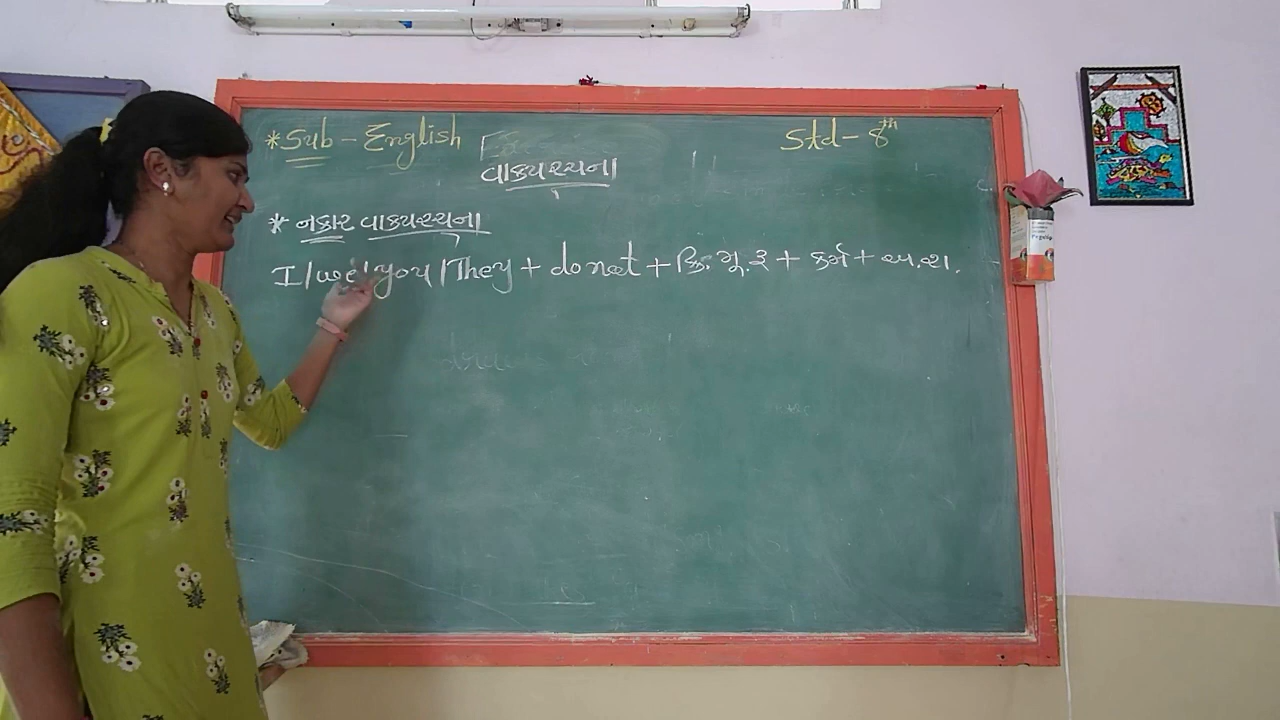 * Sub - English
Std - 8th
વાક્યરચના
* નકાર વાક્યરચના
I / we / you / They + do not + ક્રિ. મૂ. રૂ + કર્મ + અ. શ.